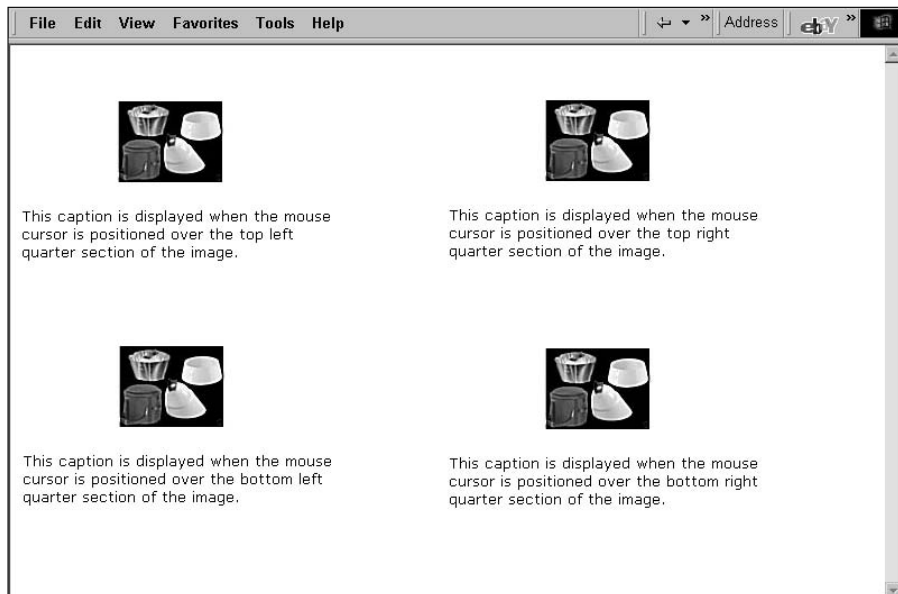 File Edit View Favorites Tools Help
» Address ebY »
This caption is displayed when the mouse
cursor is positioned over the top left
quarter section of the image.
This caption is displayed when the mouse
cursor is positioned over the top right
quarter section of the image.
This caption is displayed when the mouse
cursor is positioned over the bottom left
quarter section of the image.
This caption is displayed when the mouse
cursor is positioned over the bottom right
quarter section of the image.